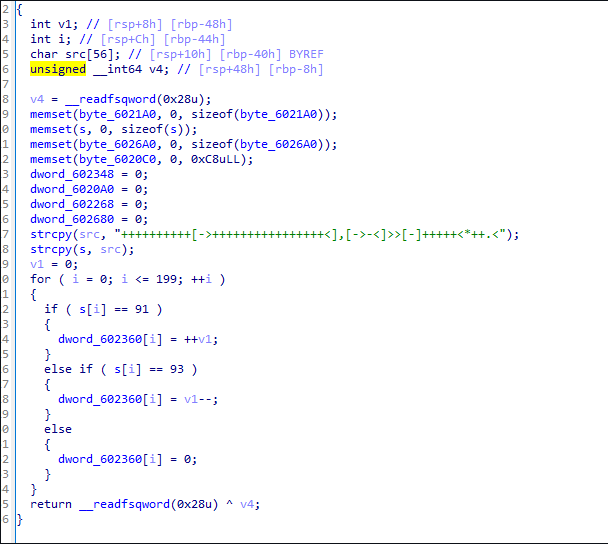 2 {
3 int v1; // [rsp+8h] [rbp-48h]
4 int i; // [rsp+Ch] [rbp-44h]
5 char src[56]; // [rsp+10h] [rbp-40h] BYREF
6 unsigned __int64 v4; // [rsp+48h] [rbp-8h]
7
8 v4 = __readfsqword(0x28u);
9 memset(byte_6021A0, 0, sizeof(byte_6021A0));
0 memset(s, 0, sizeof(s));
1 memset(byte_6026A0, 0, sizeof(byte_6026A0));
2 memset(byte_6020C0, 0, 0xC8uLL);
3 dword_602348 = 0;
4 dword_6020A0 = 0;
5 dword_602268 = 0;
6 dword_602680 = 0;
7 strcpy(src, "++++++++++[->++++++++++++++++<],[->-<]>>[-]+++++<*++.<");
8 strcpy(s, src);
9 v1 = 0;
0 for ( i = 0; i <= 199; ++i )
1 {
2 if ( s[i] == 91 )
3 {
4 dword_602360[i] = ++v1;
5 }
6 else if ( s[i] == 93 )
7 {
8 dword_602360[i] = v1--;
9 }
0 else
1 {
2 dword_602360[i] = 0;
3 }
4 }
5 return __readfsqword(0x28u) ^ v4;
6 }